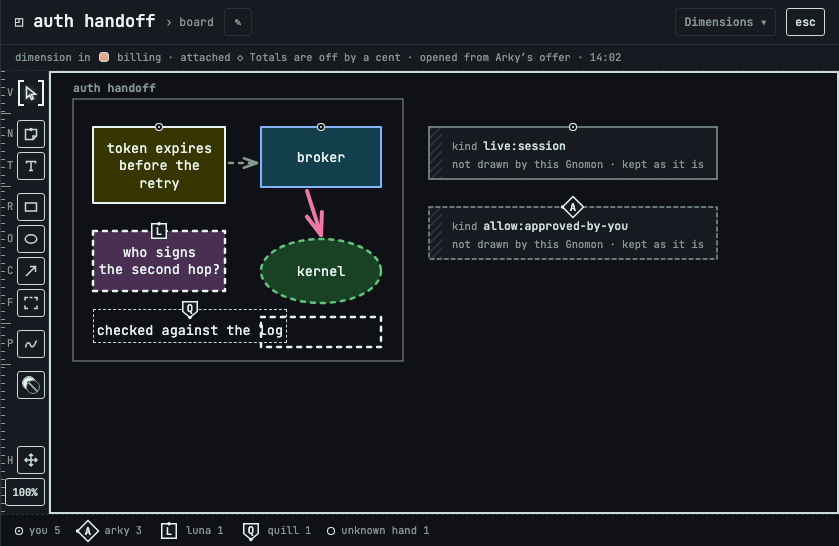 auth handoff › board
Dimensions ▾
esc
dimension in billing · attached ◇ Totals are off by a cent · opened from Arky’s offer · 14:02
V
N
T
R
O
C
F
P
H
100%
auth handoff
token expires
before the
retry
broker
L
who signs
the second hop?
kernel
Q
checked against the log
kind live:session
not drawn by this Gnomon · kept as it is
A
kind allow:approved-by-you
not drawn by this Gnomon · kept as it is
you 5
A arky 3
L luna 1
Q quill 1
unknown hand 1